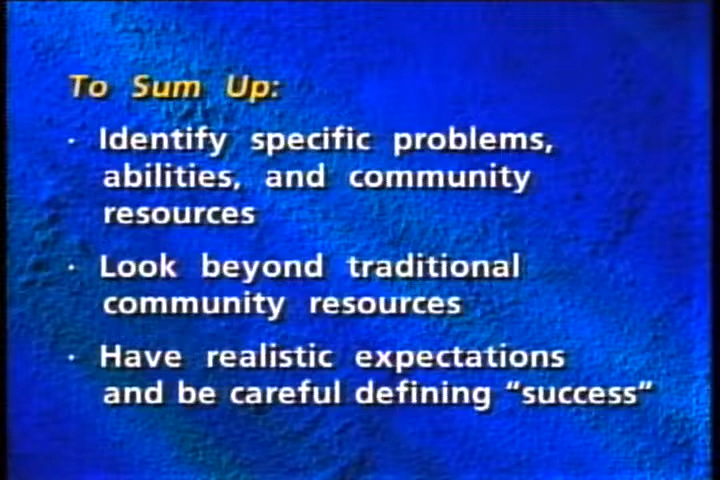 To Sum Up:
· Identify specific problems,
abilities, and community
resources
· Look beyond traditional
community resources
· Have realistic expectations
and be careful defining “success”